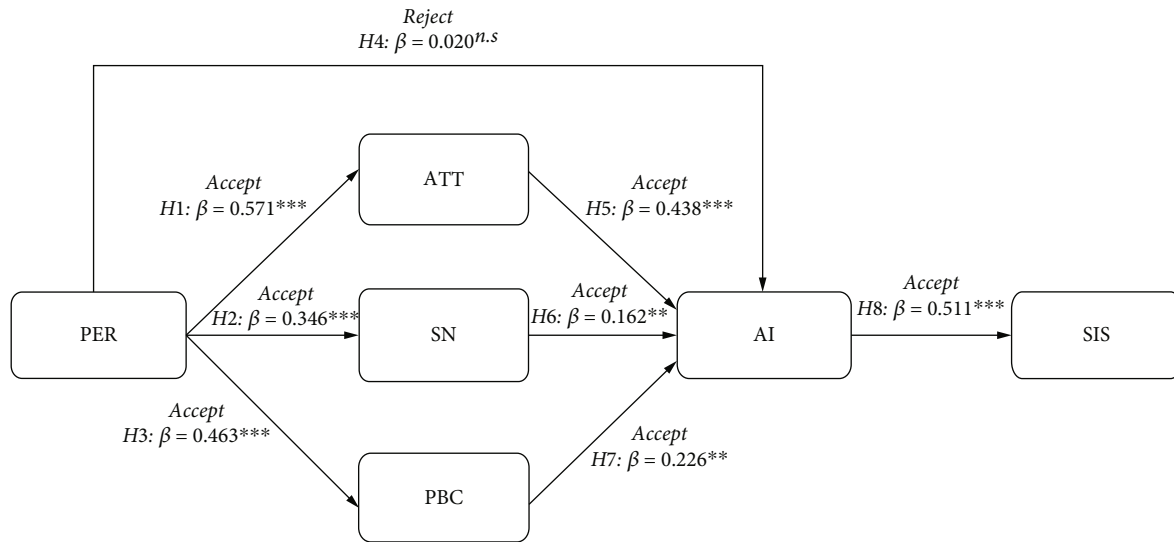 Reject
H4: β = 0.020n.s
ATT
Accept
H1: β = 0.571***
Accept
H5: β = 0.438***
PER
Accept
H2: β = 0.346***
SN
Accept
H6: β = 0.162**
AI
Accept
H8: β = 0.511***
SIS
Accept
H3: β = 0.463***
PBC
Accept
H7: β = 0.226**